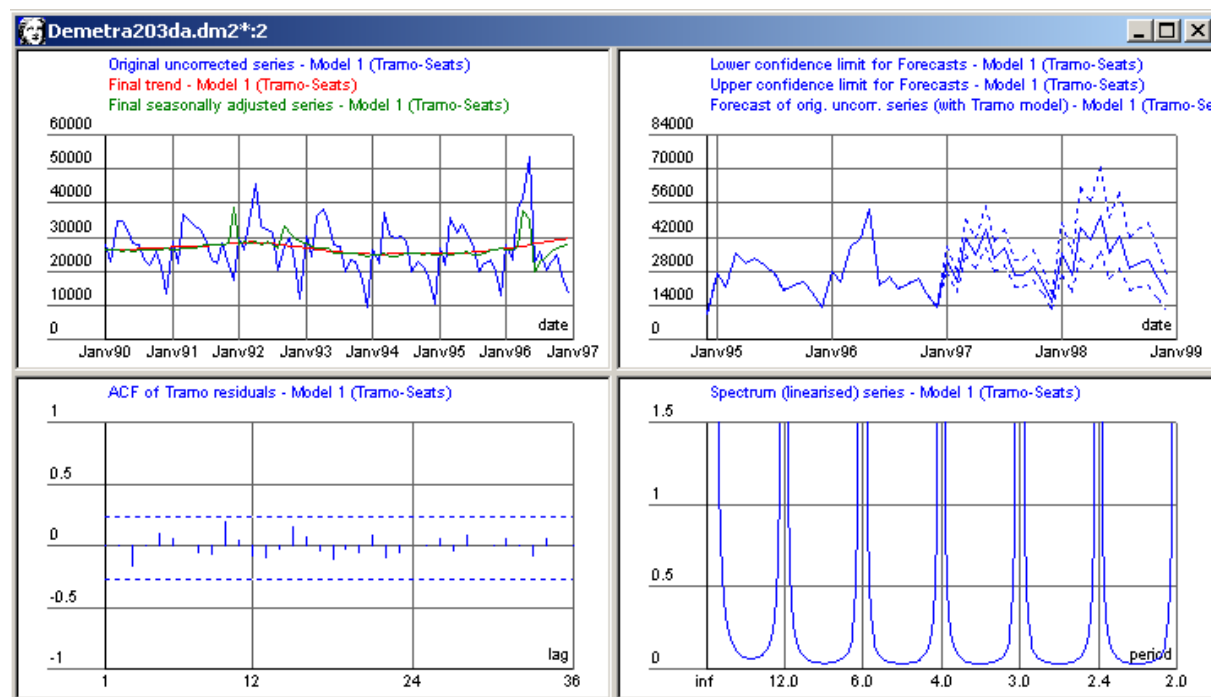 Demetra203da.dm2*:2
Original uncorrected series - Model 1 (Tramo-Seats)
Final trend - Model 1 (Tramo-Seats)
Final seasonally adjusted series - Model 1 (Tramo-Seats)
60000
50000
40000
30000
20000
10000
0
date
Janv90 Janv91 Janv92 Janv93 Janv94 Janv95 Janv96 Janv97
Lower confidence limit for Forecasts - Model 1 (Tramo-Seats)
Upper confidence limit for Forecasts - Model 1 (Tramo-Seats)
Forecast of orig. uncorr. series (with Tramo model) - Model 1 (Tramo-Se
84000
70000
56000
42000
28000
14000
0
date
Janv95 Janv96 Janv97 Janv98 Janv99
ACF of Tramo residuals - Model 1 (Tramo-Seats)
1
0.5
0
-0.5
-1
lag
1 12 24 36
Spectrum (linearised) series - Model 1 (Tramo-Seats)
1.5
1
0.5
0
period
inf 12.0 6.0 4.0 3.0 2.4 2.0